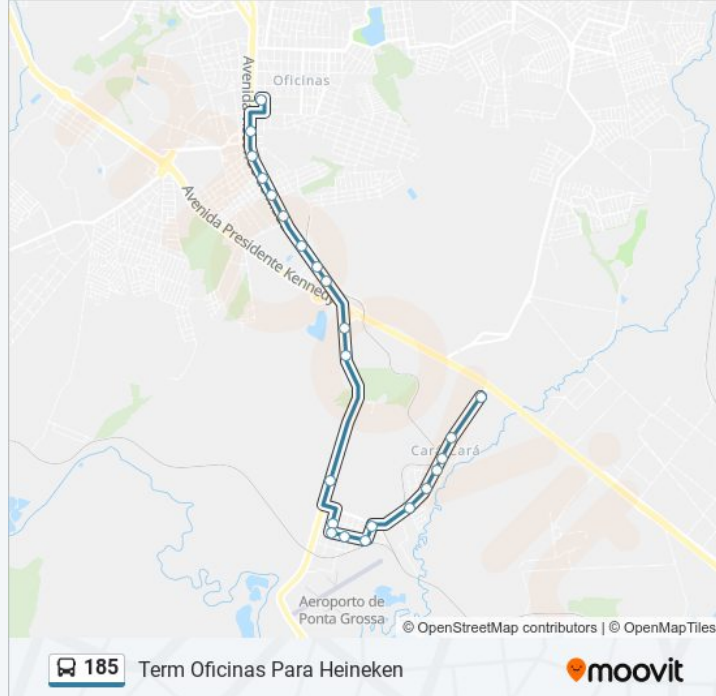 Oficinas
Avenida
Avenida Presidente Kennedy
Cará-Cará
Aeroporto de
Ponta Grossa
© OpenStreetMap contributors | © OpenMapTiles
185 Term Oficinas Para Heineken
moovit